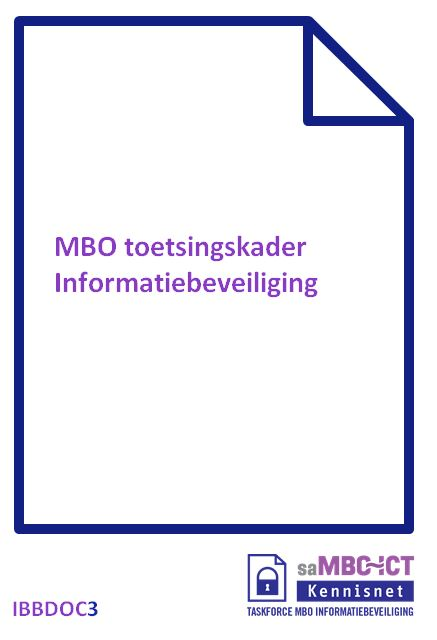 MBO toetsingskader
Informatiebeveiliging
saMBO~ICT
Kennisnet
TASKFORCE MBO INFORMATIEBEVEILIGING
IBBDOC3